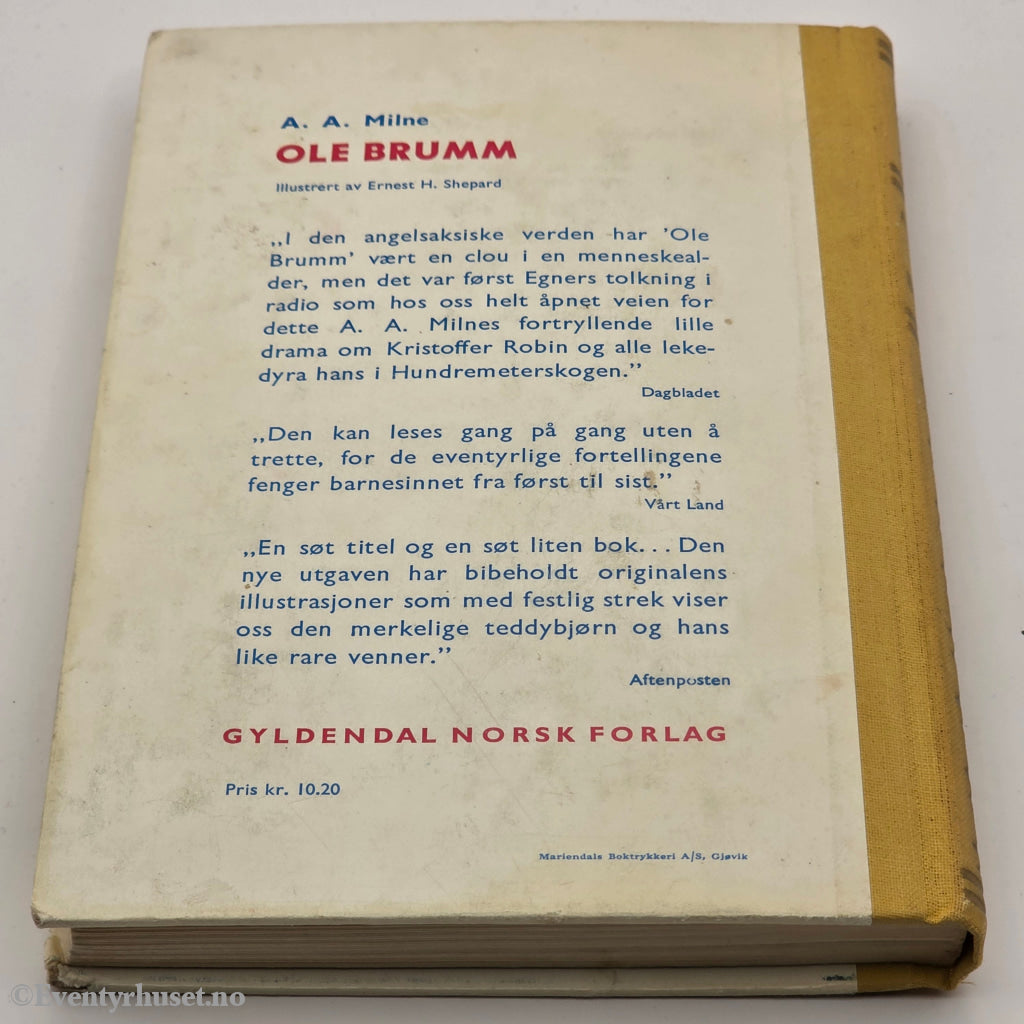 A. A. Milne
OLE BRUMM
Illustrert av Ernest H. Shepard
„I den angelsaksiske verden har 'Ole
Brumm' vært en clou i en menneskeal-
der, men det var først Egners tolkning i
radio som hos oss helt åpnet veien for
dette A. A. Milnes fortryllende lille
drama om Kristoffer Robin og alle leke-
dyra hans i Hundremeterskogen.”
Dagbladet
„Den kan leses gang på gang uten å
trette, for de eventyrlige fortellingene
fenger barnesinnet fra først til sist.”
Vårt Land
„En søt titel og en søt liten bok... Den
nye utgaven har bibeholdt originalens
illustrasjoner som med festlig strek viser
oss den merkelige teddybjørn og hans
like rare venner.”
Aftenposten
GYLDENDAL NORSK FORLAG
Pris kr. 10.20
Mariendals Boktrykkeri A/S, Gjøvik
©Eventyrhuset.no